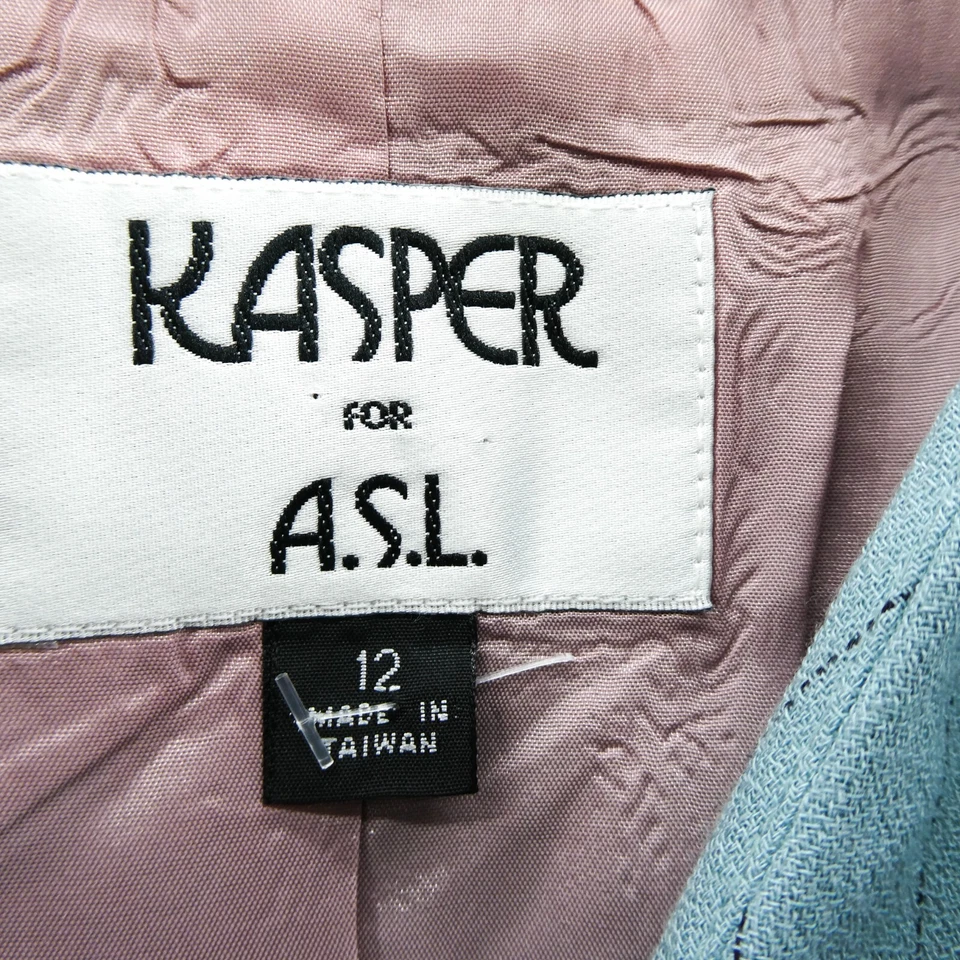 KASPER
FOR
A.S.L.
12
MADE IN
TAIWAN